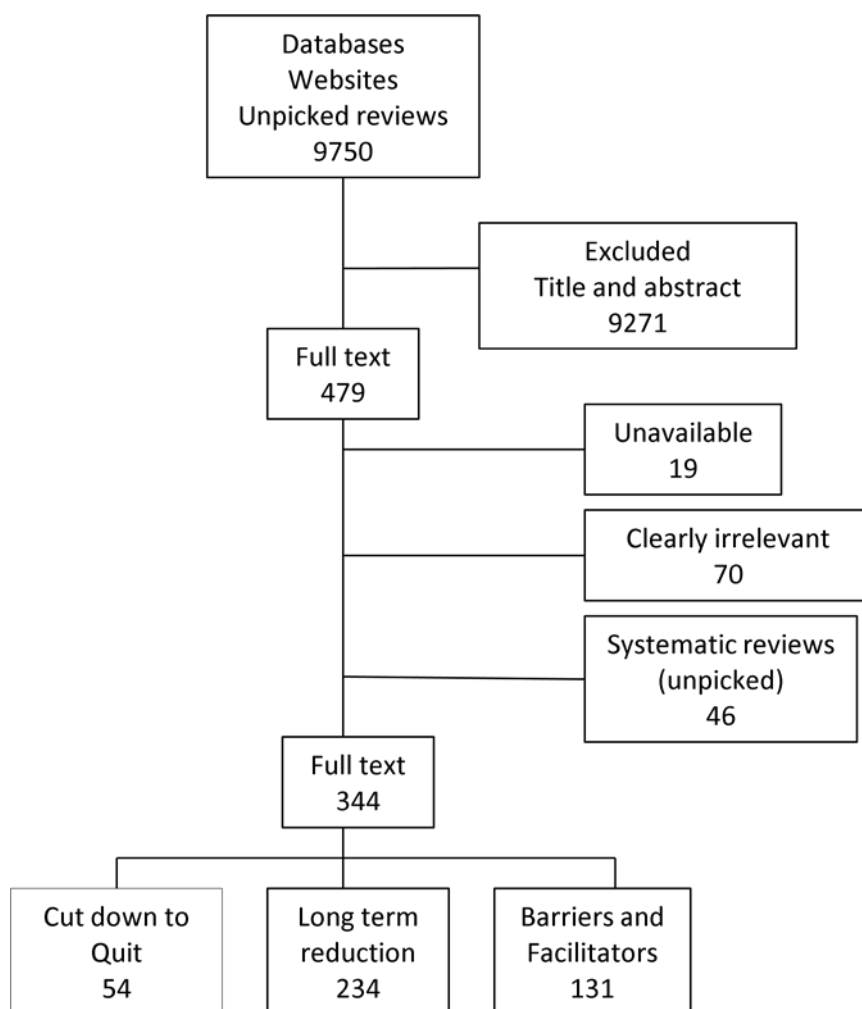 Databases
Websites
Unpicked reviews
9750
Excluded
Title and abstract
9271
Full text
479
Unavailable
19
Clearly irrelevant
70
Systematic reviews
(unpicked)
46
Full text
344
Cut down to
Quit
54
Long term
reduction
234
Barriers and
Facilitators
131